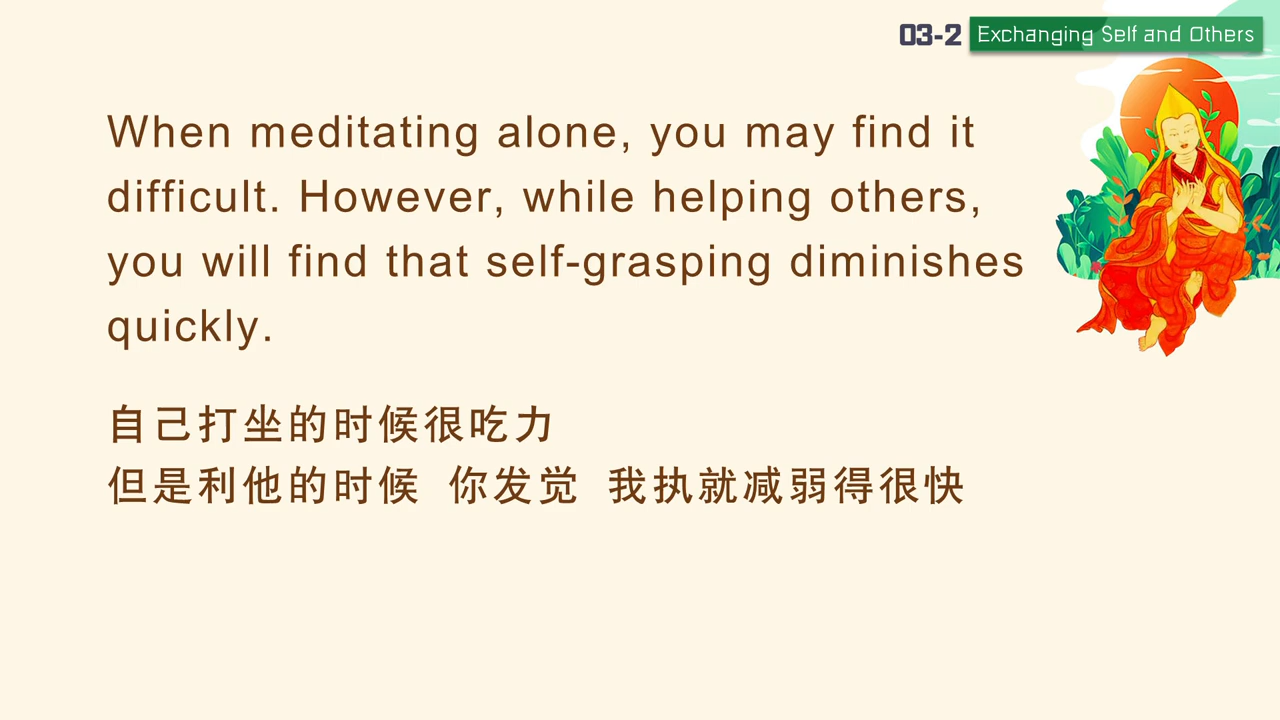 03-2 Exchanging Self and Others
When meditating alone, you may find it
difficult. However, while helping others,
you will find that self-grasping diminishes
quickly.
自己打坐的时候很吃力
但是利他的时候 你发觉 我执就减弱得很快